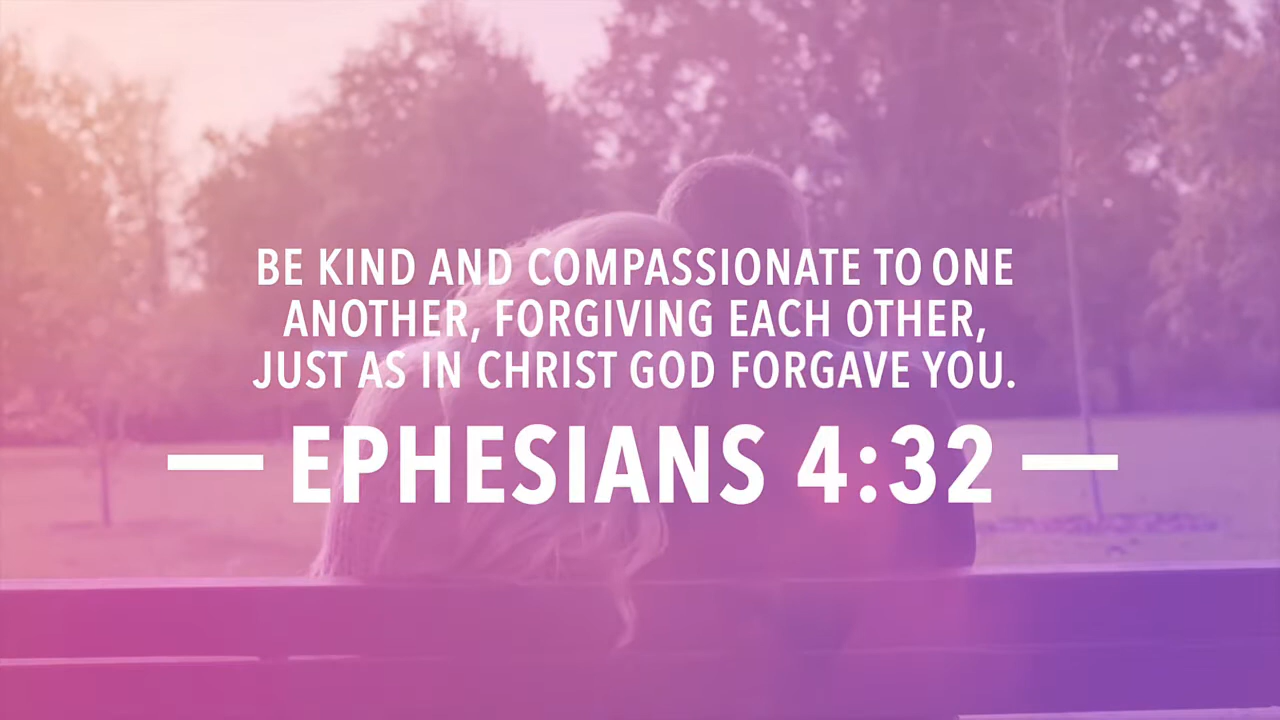 BE KIND AND COMPASSIONATE TO ONE
ANOTHER, FORGIVING EACH OTHER,
JUST AS IN CHRIST GOD FORGAVE YOU.
EPHESIANS 4:32